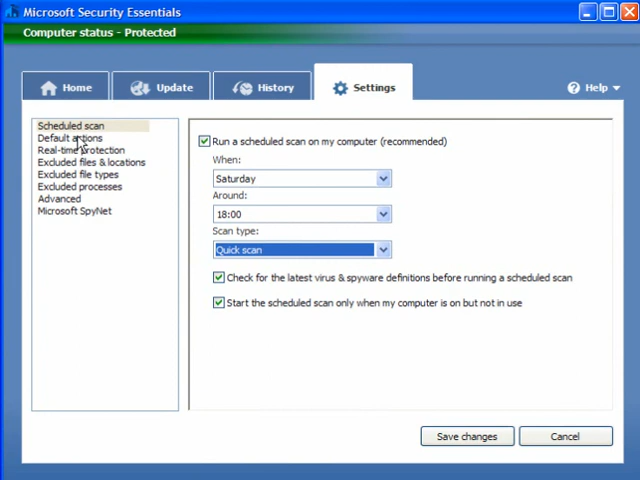 Microsoft Security Essentials
Computer status - Protected
Home
Update
History
Settings
Help
Scheduled scan
Default actions
Real-time protection
Excluded files & locations
Excluded file types
Excluded processes
Advanced
Microsoft SpyNet
Run a scheduled scan on my computer (recommended)
When:
Saturday
Around:
18:00
Scan type:
Quick scan
Check for the latest virus & spyware definitions before running a scheduled scan
Start the scheduled scan only when my computer is on but not in use
Save changes
Cancel